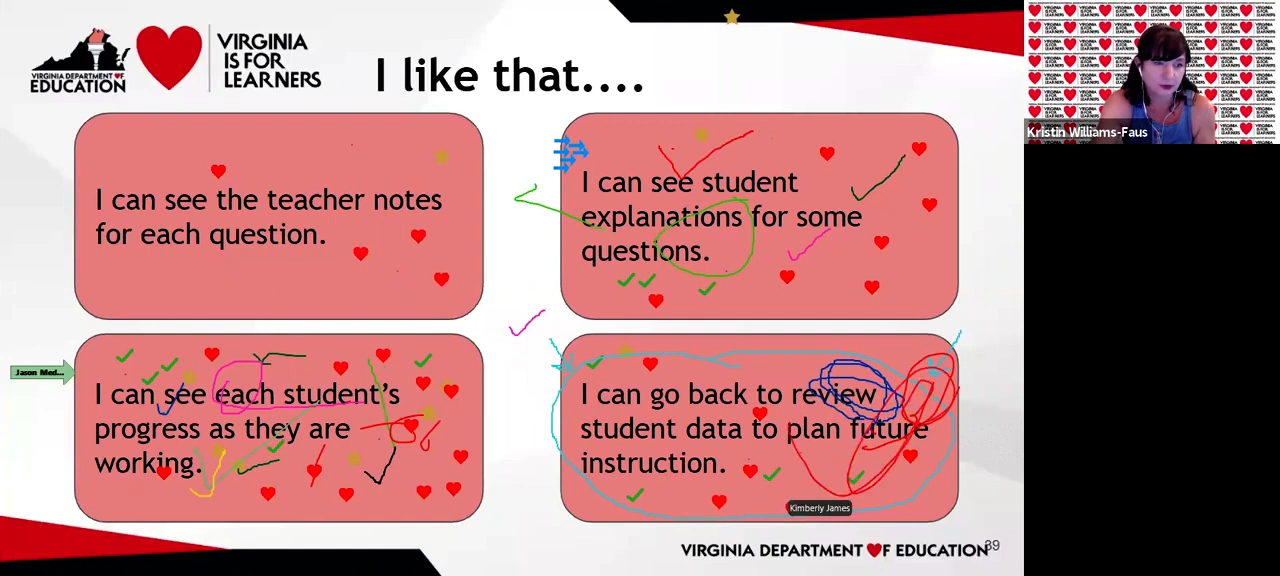 VIRGINIA DEPARTMENT OF
EDUCATION
VIRGINIA
IS FOR
LEARNERS
I like that....
I can see the teacher notes
for each question.
I can see student
explanations for some
questions.
Jason Med...
I can see each student's
progress as they are
working.
I can go back to review
student data to plan future
instruction.
Kimberly James
VIRGINIA DEPARTMENT OF EDUCATION
39
Kristin Williams-Faus